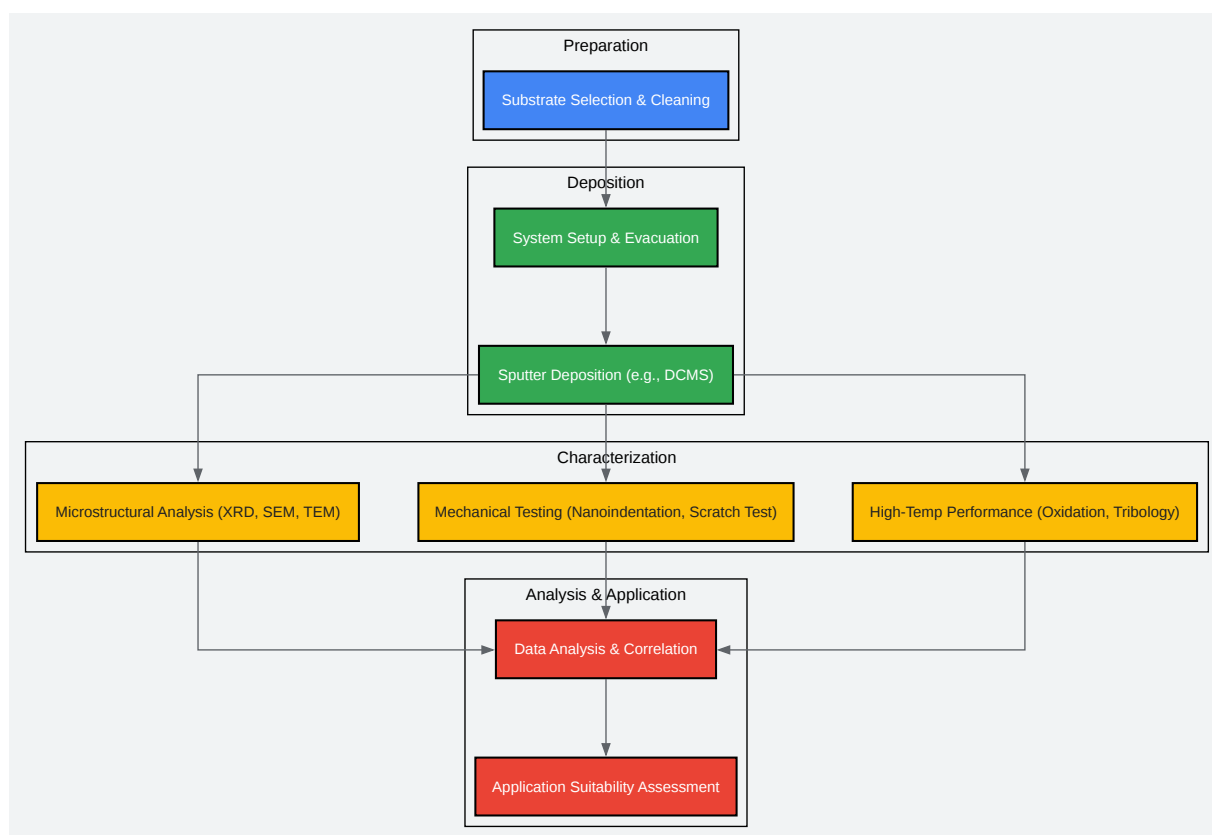 Preparation
Substrate Selection & Cleaning
Deposition
System Setup & Evacuation
Sputter Deposition (e.g., DCMS)
Characterization
Microstructural Analysis (XRD, SEM, TEM)
Mechanical Testing (Nanoindentation, Scratch Test)
High-Temp Performance (Oxidation, Tribology)
Analysis & Application
Data Analysis & Correlation
Application Suitability Assessment